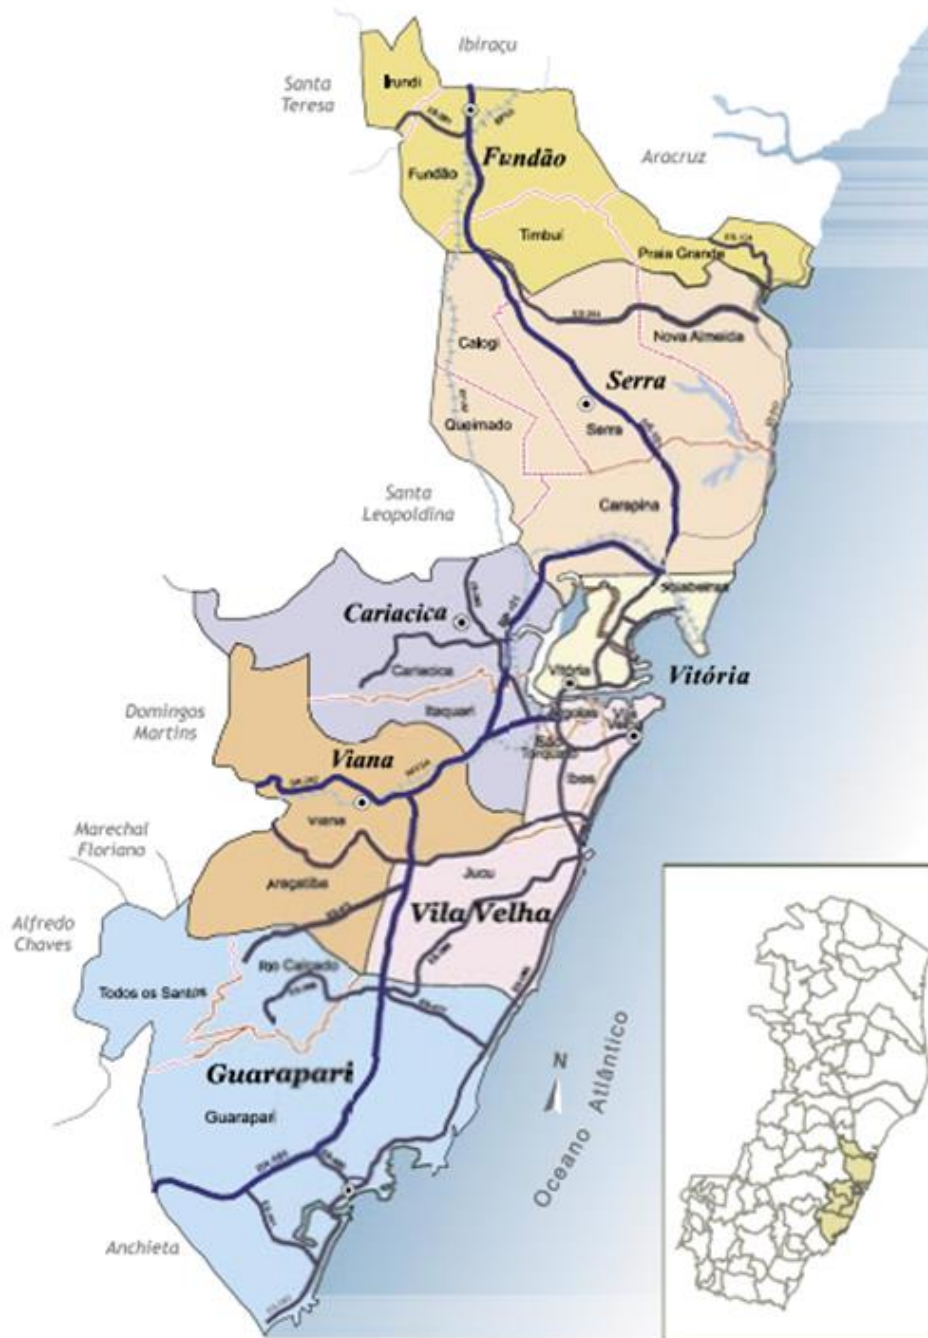 Ibiraçu
Irundi
Santa
Teresa
Fundão
Aracruz
Fundão
Timbuí
Praia Grande
Nova Almeida
Calogi
Serra
Queimado
Serra
Santa
Leopoldina
Carapina
Cariacica
Cariacica
Vitória
Vitória
Itaquari
Domingos
Martins
Viana
Ibes
Viana
Marechal
Floriano
Araçatiba
Jucu
Vila Velha
Alfredo
Chaves
Rio Calçado
Todos os Santos
Guarapari
Guarapari
N
Oceano Atlântico
Anchieta